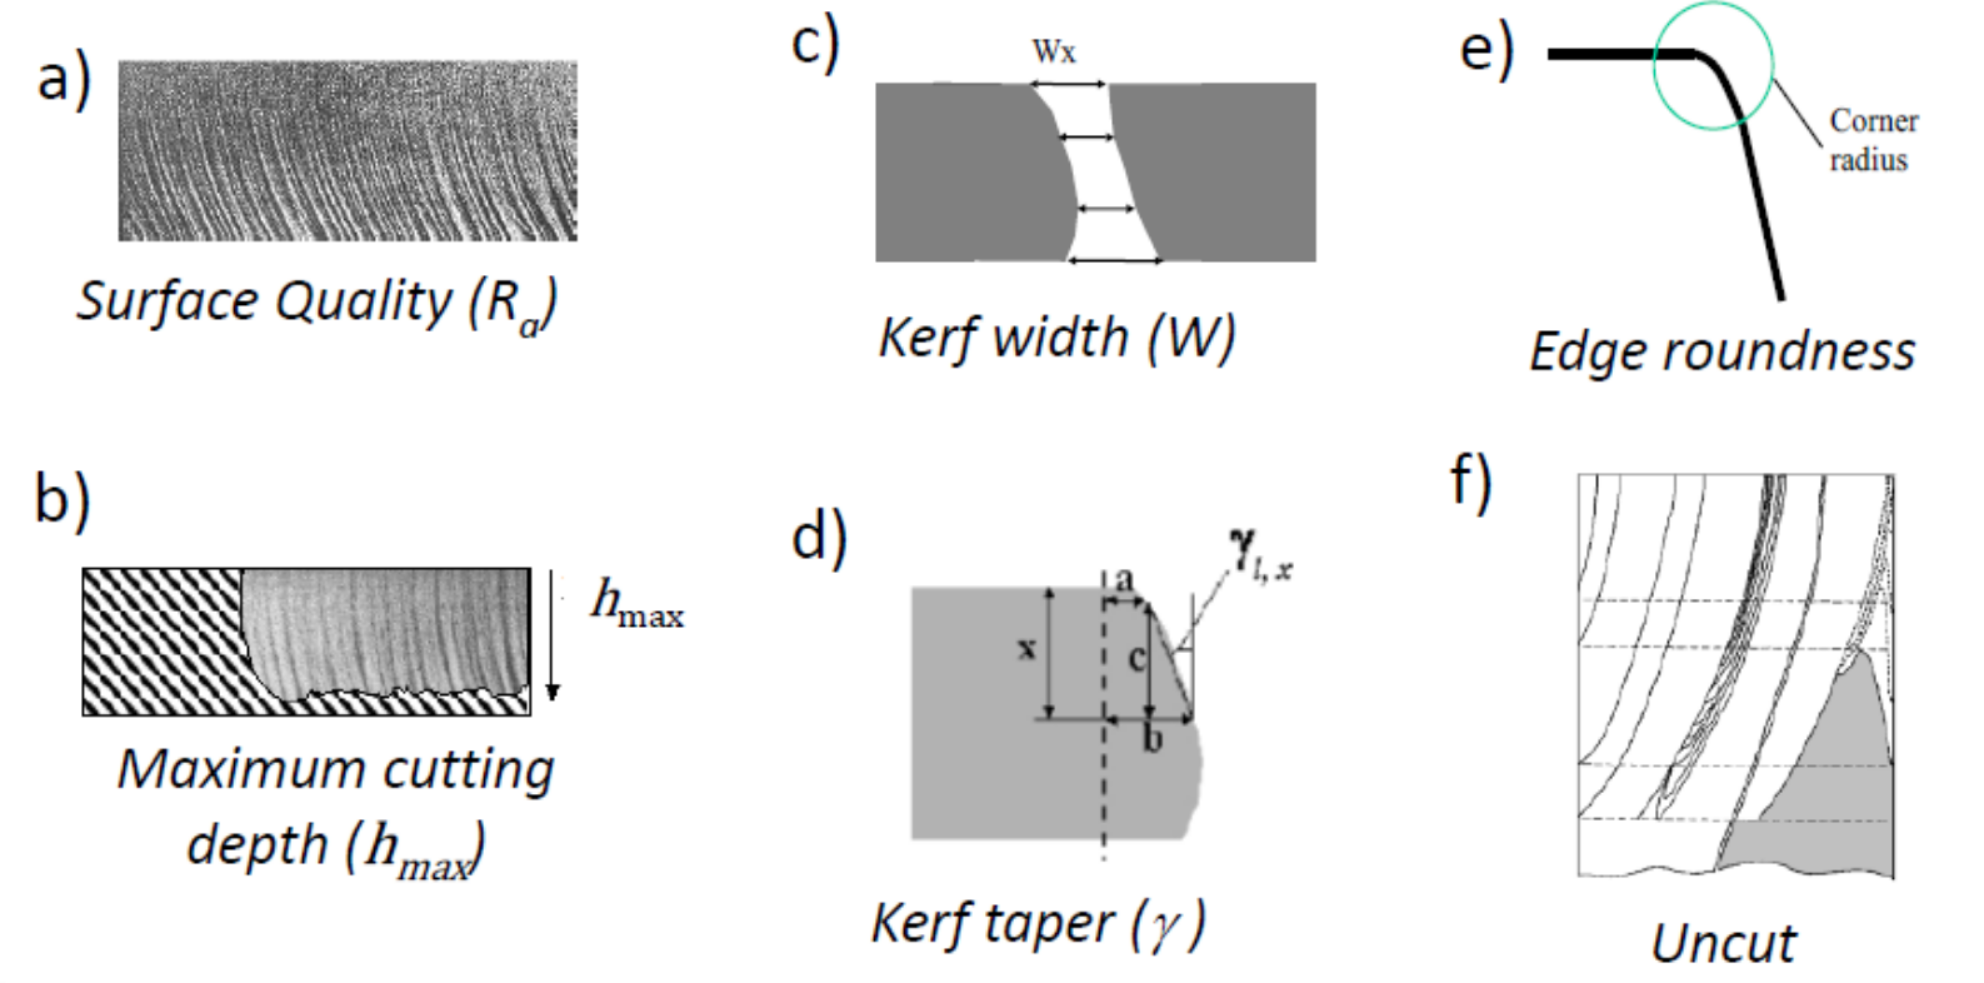 a)
Surface Quality (Ra)
b)
hmax
Maximum cutting
depth (hmax)
c)
Wx
Kerf width (W)
d)
γl, x
a
x
c
b
Kerf taper (γ )
e)
Corner
radius
Edge roundness
f)
Uncut